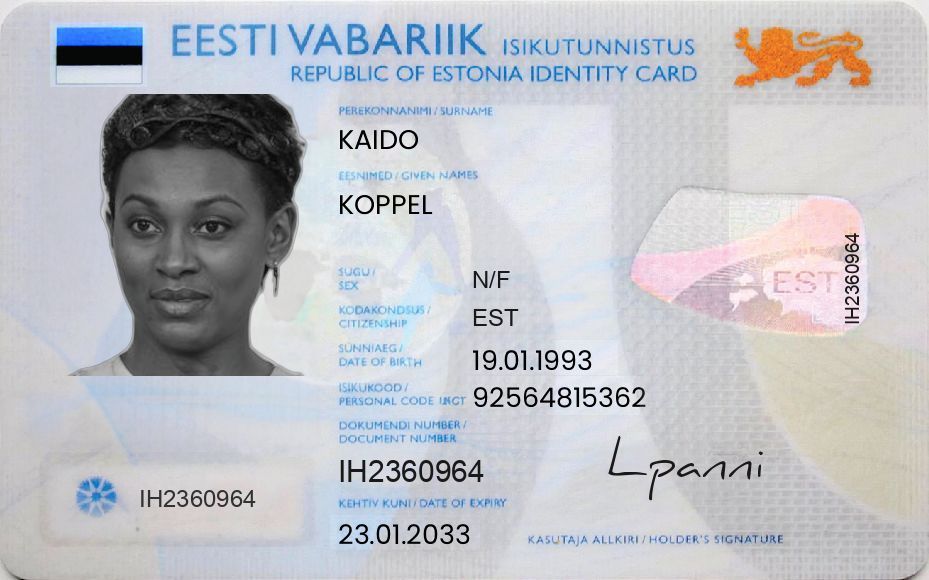 EESTI VABARIIK ISIKUTUNNISTUS
REPUBLIC OF ESTONIA IDENTITY CARD
PEREKONNANIMI / SURNAME
KAIDO
EESNIMED / GIVEN NAMES
KOPPEL
SUGU /
SEX
N/F
KODAKONDSUS /
CITIZENSHIP
EST
SÜNNIAEG /
DATE OF BIRTH
19.01.1993
ISIKUKOOD /
PERSONAL CODE
92564815362
DOKUMENDI NUMBER /
DOCUMENT NUMBER
IH2360964
KEHTIV KUNI / DATE OF EXPIRY
23.01.2033
IH2360964
EST
IH2360964
Lpanni
KASUTAJA ALLKIRI / HOLDER'S SIGNATURE